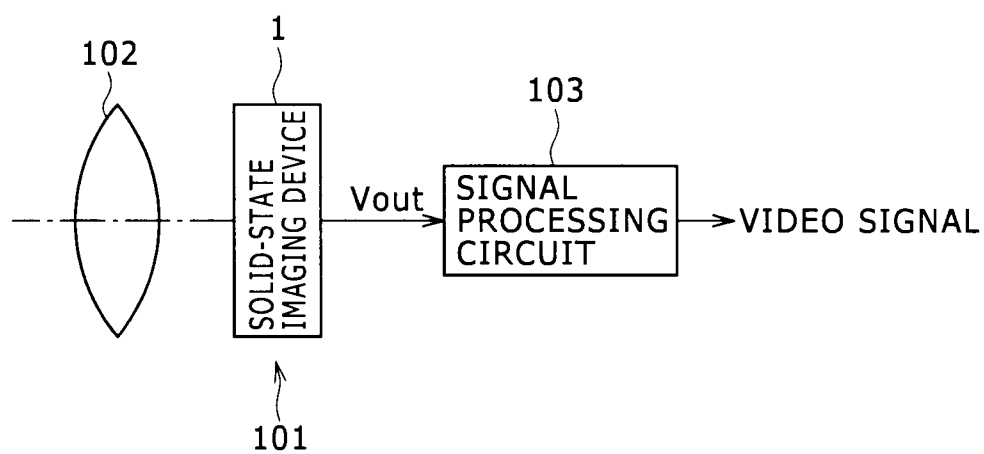 102
1
103
SOLID-STATE
IMAGING DEVICE
Vout
SIGNAL
PROCESSING
CIRCUIT
VIDEO SIGNAL
101